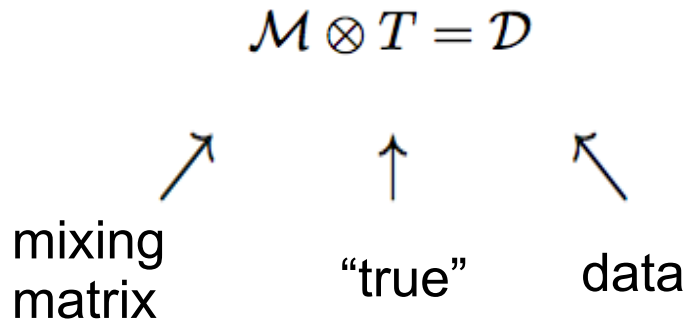 ℳ ⊗ T = 𝒟
mixing
matrix
“true”
data